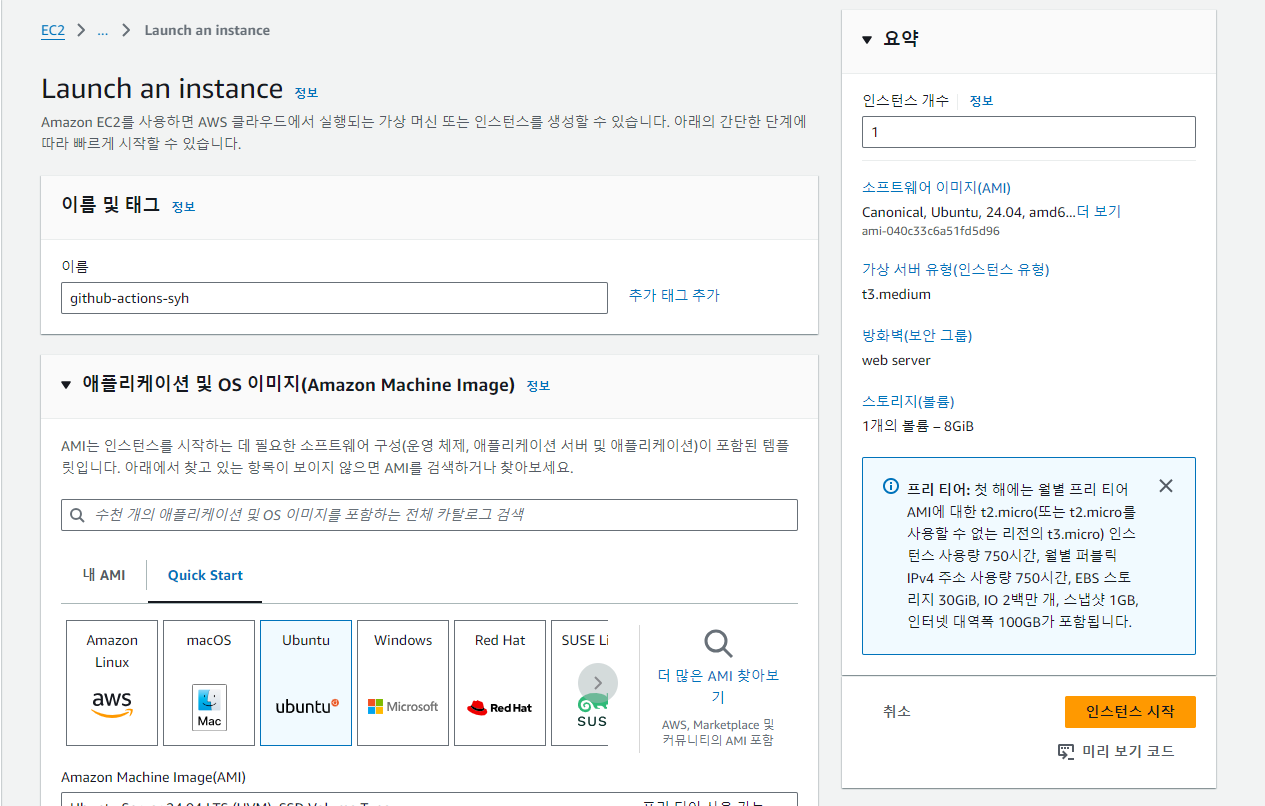 EC2 > ... > Launch an instance
Launch an instance 정보
Amazon EC2를 사용하면 AWS 클라우드에서 실행되는 가상 머신 또는 인스턴스를 생성할 수 있습니다. 아래의 간단한 단계에
따라 빠르게 시작할 수 있습니다.
이름 및 태그 정보
이름
github-actions-syh
추가 태그 추가
애플리케이션 및 OS 이미지(Amazon Machine Image) 정보
AMI는 인스턴스를 시작하는 데 필요한 소프트웨어 구성(운영 체제, 애플리케이션 서버 및 애플리케이션)이 포함된 템플
릿입니다. 아래에서 찾고 있는 항목이 보이지 않으면 AMI를 검색하거나 찾아보세요.
수천 개의 애플리케이션 및 OS 이미지를 포함하는 전체 카탈로그 검색
내 AMI
Quick Start
Amazon
Linux
aws
macOS
Mac
Ubuntu
ubuntu
Windows
Microsoft
Red Hat
Red Hat
SUSE Li
SUS
더 많은 AMI 찾아보
기
AWS, Marketplace 및
커뮤니티의 AMI 포함
Amazon Machine Image(AMI)
요약
인스턴스 개수 정보
1
소프트웨어 이미지(AMI)
Canonical, Ubuntu, 24.04, amd6...더 보기
ami-040c33c6a51fd5d96
가상 서버 유형(인스턴스 유형)
t3.medium
방화벽(보안 그룹)
web server
스토리지(볼륨)
1개의 볼륨 – 8GiB
프리 티어: 첫 해에는 월별 프리 티어
AMI에 대한 t2.micro(또는 t2.micro를
사용할 수 없는 리전의 t3.micro) 인스
턴스 사용량 750시간, 월별 퍼블릭
IPv4 주소 사용량 750시간, EBS 스토
리지 30GiB, IO 2백만 개, 스냅샷 1GB,
인터넷 대역폭 100GB가 포함됩니다.
취소
인스턴스 시작
미리 보기 코드